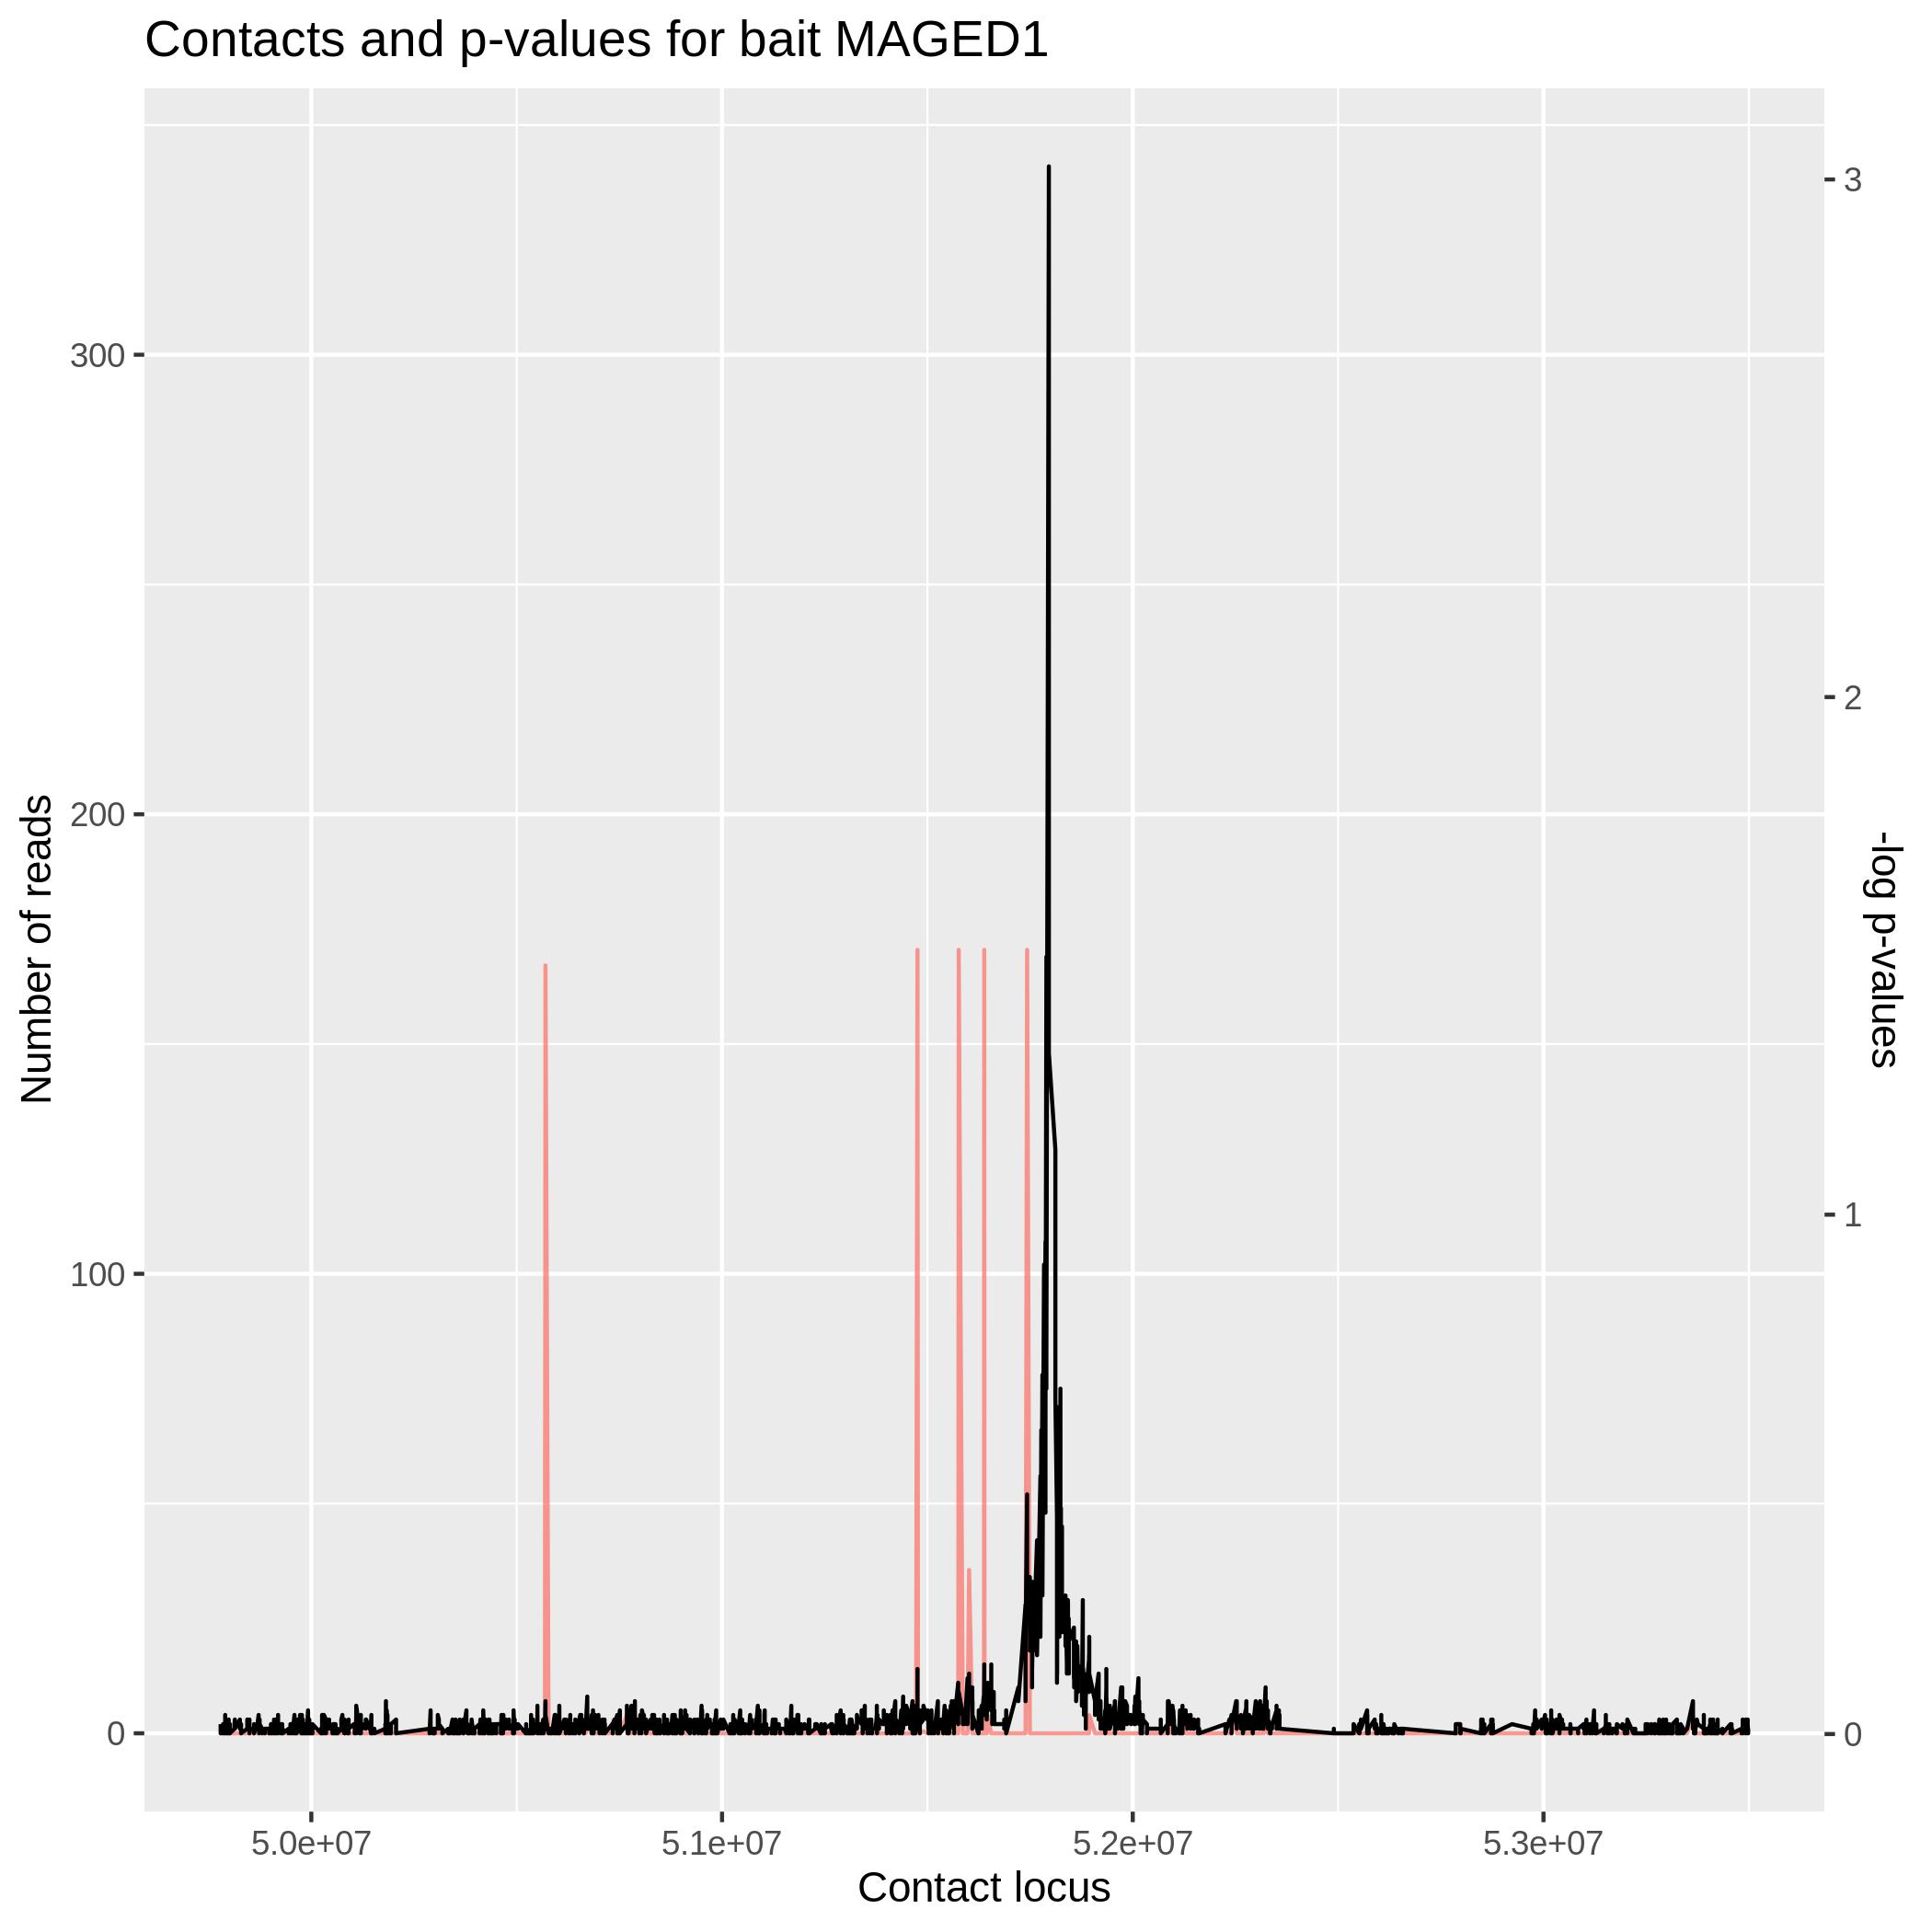 Contacts and p-values for bait MAGED1
Number of reads
300
200
100
0
3
2
1
0
-log p-values
5.0e+07
5.1e+07
5.2e+07
5.3e+07
Contact locus